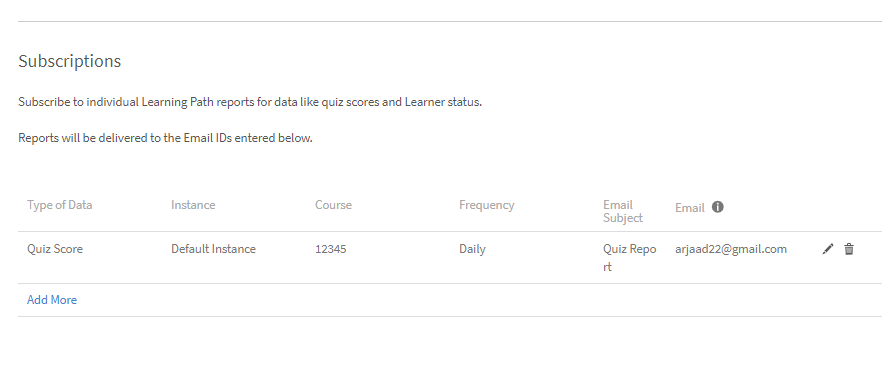 Subscriptions
Subscribe to individual Learning Path reports for data like quiz scores and Learner status.
Reports will be delivered to the Email IDs entered below.
Type of Data Instance Course Frequency Email Subject Email
Quiz Score Default Instance 12345 Daily Quiz Repo arjaad22@gmail.com
rt
Add More